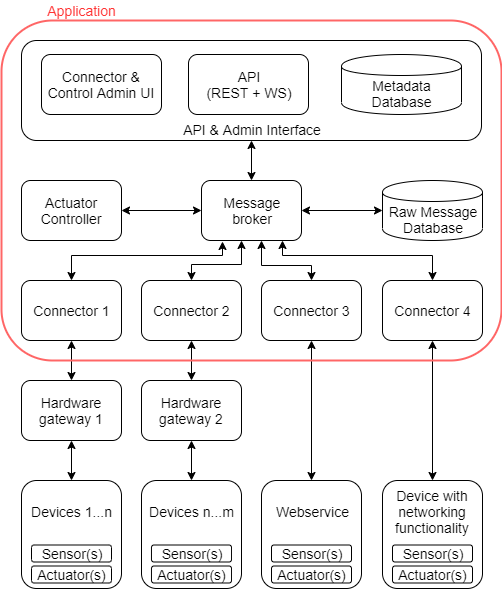 Application
Connector &
Control Admin UI
API
(REST + WS)
Metadata
Database
API & Admin Interface
Actuator
Controller
Message
broker
Raw Message
Database
Connector 1
Connector 2
Connector 3
Connector 4
Hardware
gateway 1
Hardware
gateway 2
Devices 1...n
Sensor(s)
Actuator(s)
Devices n...m
Sensor(s)
Actuator(s)
Webservice
Sensor(s)
Actuator(s)
Device with
networking
functionality
Sensor(s)
Actuator(s)